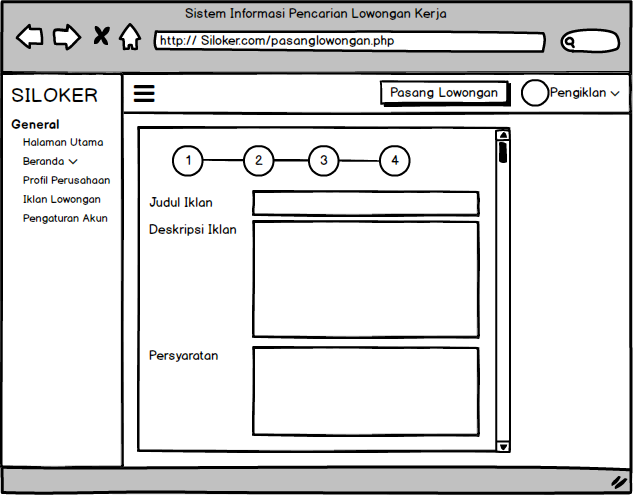 Sistem Informasi Pencarian Lowongan Kerja
http:// Siloker.com/pasanglowongan.php
SILOKER
Pasang Lowongan
Pengiklan
General
Halaman Utama
Beranda
Profil Perusahaan
Iklan Lowongan
Pengaturan Akun
1 2 3 4
Judul Iklan
Deskripsi Iklan
Persyaratan